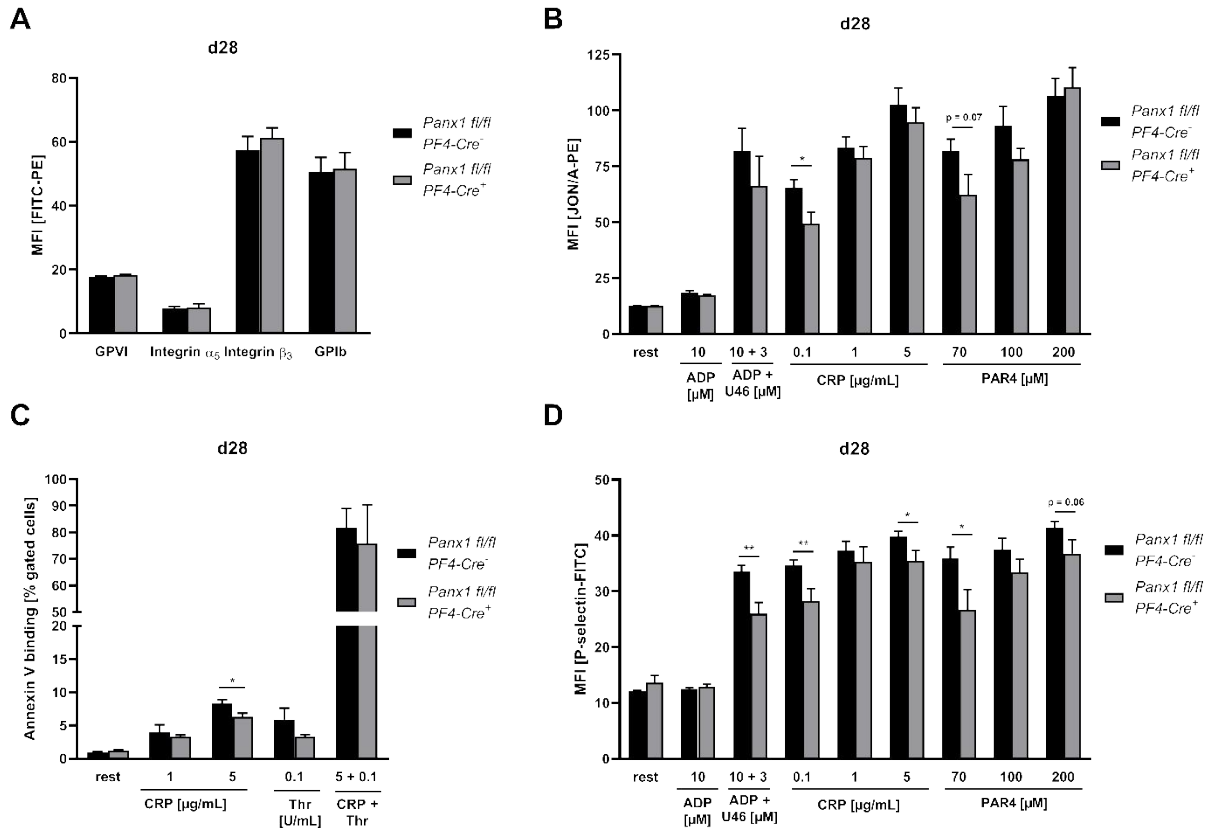 A
d28
MFI [FITC-PE]
80
60
40
20
0
GPVI
Integrin α5
Integrin β3
GPIb
Panx1 fl/fl
PF4-Cre-
Panx1 fl/fl
PF4-Cre+
B
d28
MFI [JON/A-PE]
125
100
75
50
25
0
*
p = 0.07
rest
10
10 + 3
0.1
1
5
70
100
200
ADP
[µM]
ADP +
U46 [µM]
CRP [µg/mL]
PAR4 [µM]
Panx1 fl/fl
PF4-Cre-
Panx1 fl/fl
PF4-Cre+
C
d28
Annexin V binding [% gated cells]
100
90
80
70
60
50
20
15
10
5
0
*
rest
1
5
0.1
5 + 0.1
CRP [µg/mL]
Thr
[U/mL]
CRP +
Thr
Panx1 fl/fl
PF4-Cre-
Panx1 fl/fl
PF4-Cre+
D
d28
MFI [P-selectin-FITC]
50
40
30
20
10
0
**
**
*
*
p = 0.06
rest
10
10 + 3
0.1
1
5
70
100
200
ADP
[µM]
ADP +
U46 [µM]
CRP [µg/mL]
PAR4 [µM]
Panx1 fl/fl
PF4-Cre-
Panx1 fl/fl
PF4-Cre+